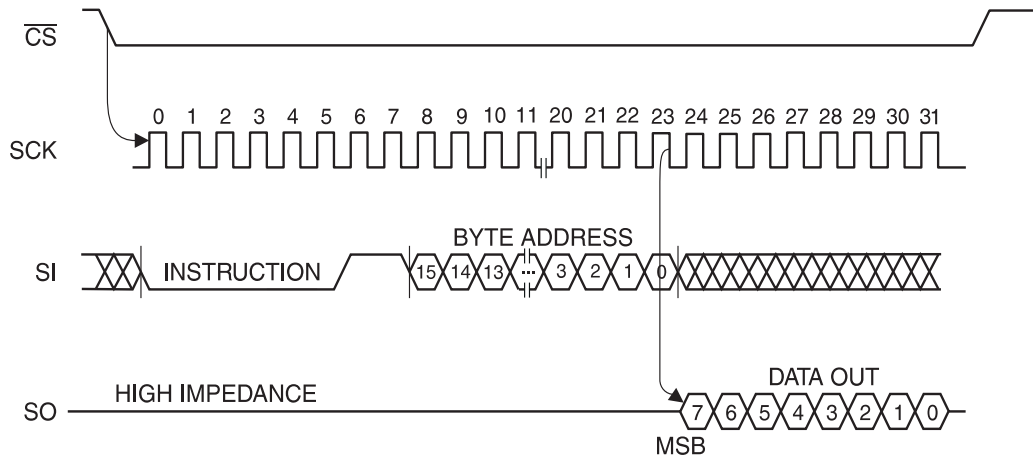 CS
0 1 2 3 4 5 6 7 8 9 10 11 20 21 22 23 24 25 26 27 28 29 30 31
SCK
BYTE ADDRESS
SI INSTRUCTION 15 14 13 ... 3 2 1 0
HIGH IMPEDANCE DATA OUT
SO 7 6 5 4 3 2 1 0
MSB